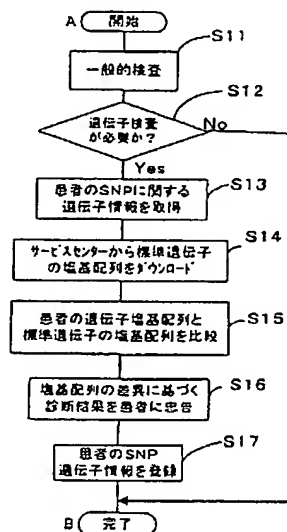 A 開始
S11
一般的検査
S12
遺伝子検査
が必要か?
No
Yes
S13
患者のSNPに関する
遺伝子情報を取得
S14
サービスセンターから標準遺伝子
の塩基配列をダウンロード
S15
患者の遺伝子塩基配列と
標準遺伝子の塩基配列を比較
S16
塩基配列の差異に基づく
診断結果を患者に忠告
S17
患者のSNP
遺伝子情報を登録
B 完了